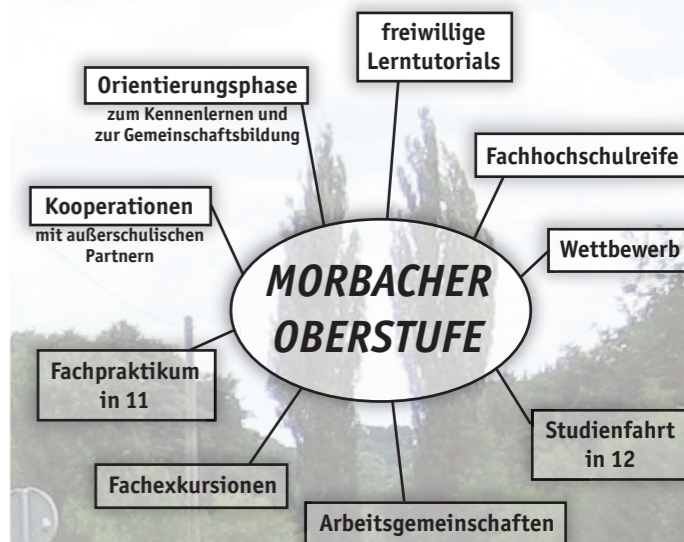 freiwillige
Lerntutorials
Orientierungsphase
zum Kennenlernen und
zur Gemeinschaftsbildung
Fachhochschulreife
Kooperationen
mit außerschulischen
Partnern
Wettbewerb
MORBACHER
OBERSTUFE
Fachpraktikum
in 11
Studienfahrt
in 12
Fachexkursionen
Arbeitsgemeinschaften